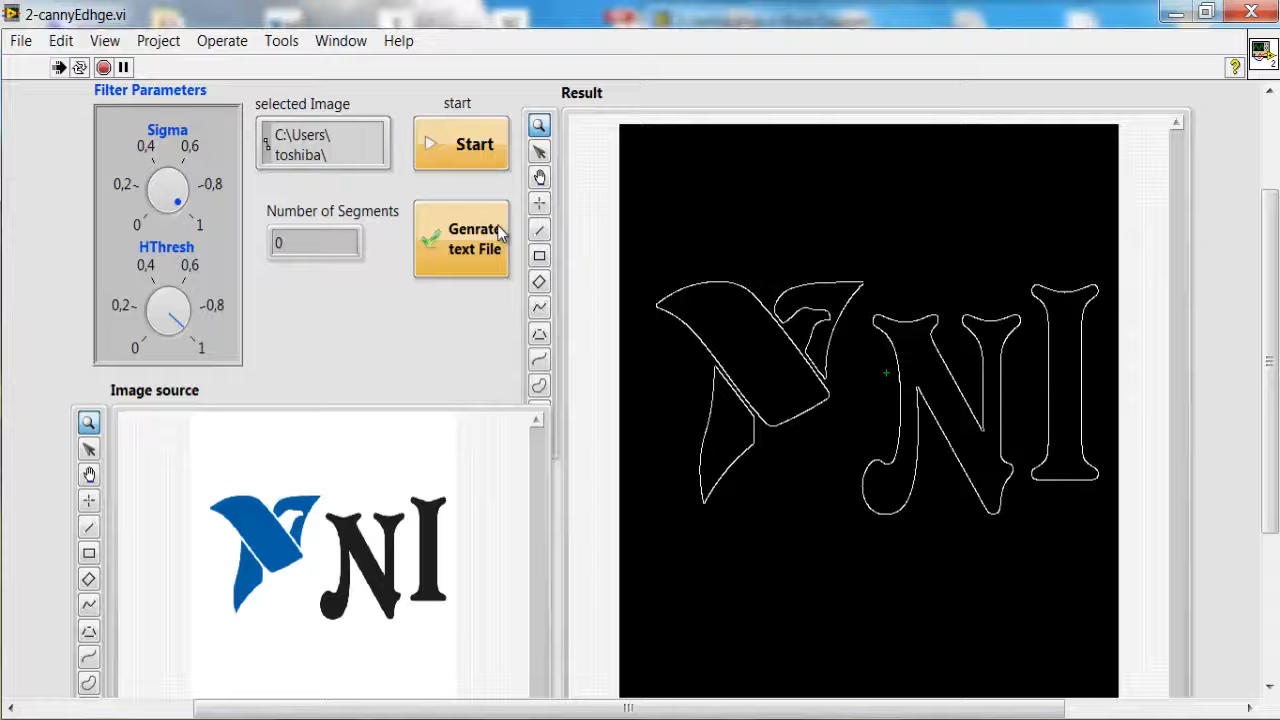 2-cannyEdhge.vi
File Edit View Project Operate Tools Window Help
2
Filter Parameters
selected Image
start
Result
Sigma
0,4 0,6
0,2 0,8
0 1
C:\Users\
toshiba\
Start
Number of Segments
0
Genrate
text File
HThresh
0,4 0,6
0,2 0,8
0 1
Image source
NI
NI